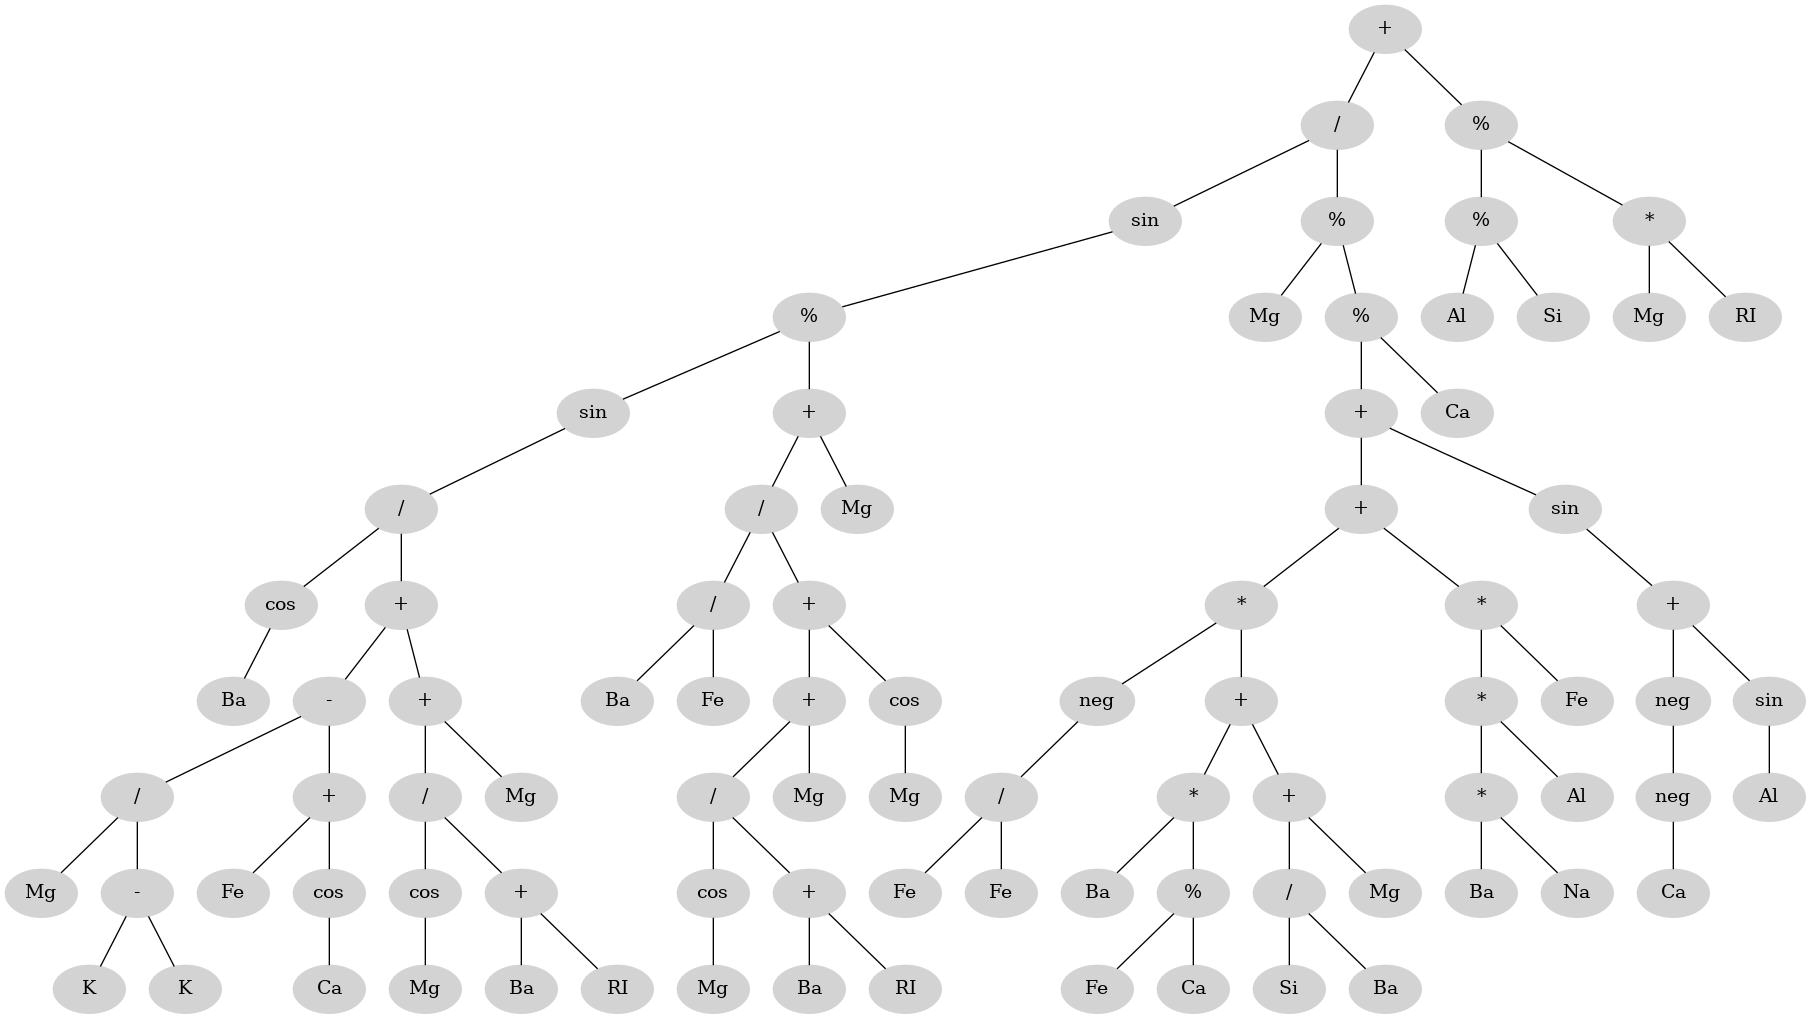 +
/ %
sin % % *
% Mg % Al Si Mg RI
sin + + Ca
/ / Mg + sin
cos + / + * * +
Ba - + Ba Fe + cos neg + * Fe neg sin
/ + / Mg / Mg Mg / * + * Al neg Al
Mg - Fe cos cos + cos + Fe Fe Ba % / Mg Ba Na Ca
K K Ca Mg Ba RI Mg Ba RI Fe Ca Si Ba